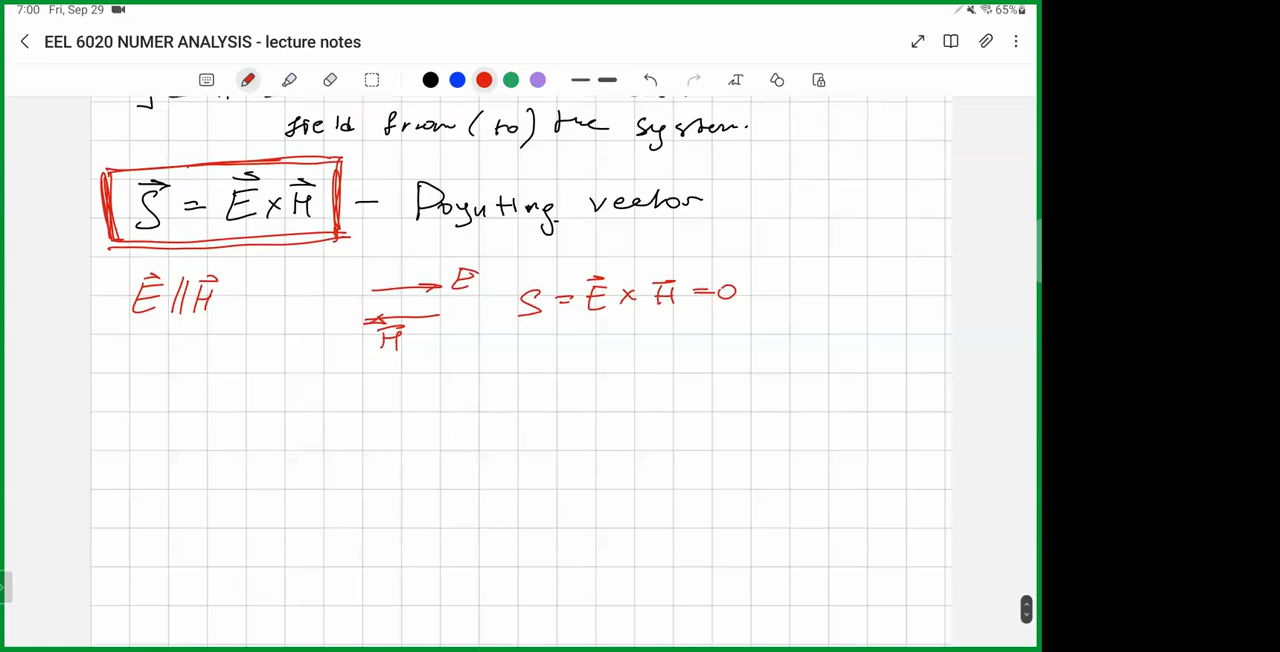 7:00 Fri, Sep 29 65%
EEL 6020 NUMER ANALYSIS - lecture notes
field from (to) the system.
S⃗ = E⃗ × H⃗ — Poynting vector
E⃗ // H⃗ E S = E⃗ × H⃗ = 0
H⃗